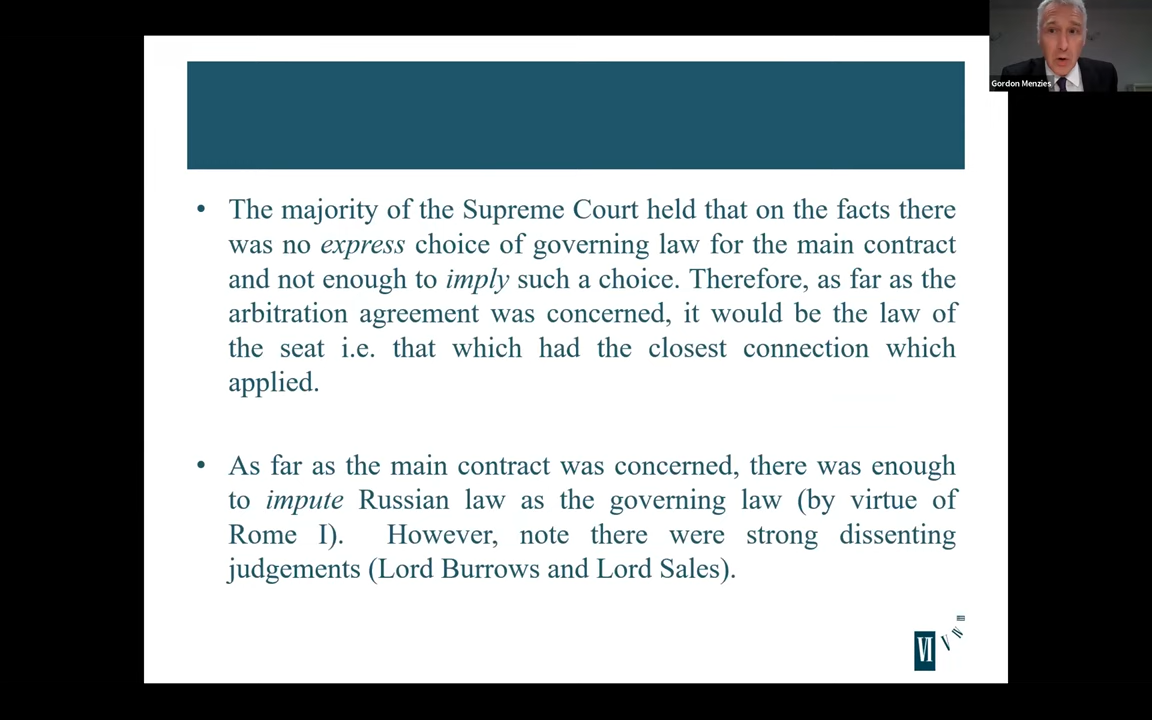 Gordon Menzies
• The majority of the Supreme Court held that on the facts there
was no express choice of governing law for the main contract
and not enough to imply such a choice. Therefore, as far as the
arbitration agreement was concerned, it would be the law of
the seat i.e. that which had the closest connection which
applied.
• As far as the main contract was concerned, there was enough
to impute Russian law as the governing law (by virtue of
Rome I). However, note there were strong dissenting
judgements (Lord Burrows and Lord Sales).
VI
V